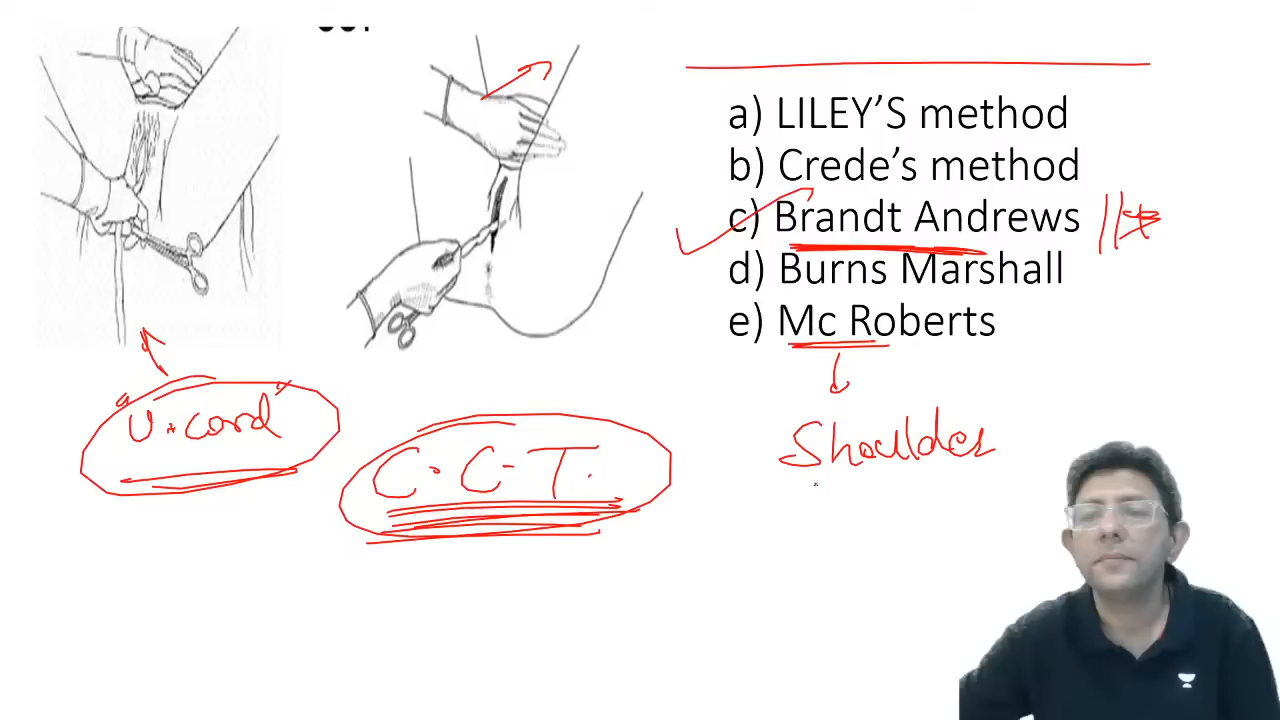 a) LILEY'S method
b) Crede's method
c) Brandt Andrews
d) Burns Marshall
e) Mc Roberts
"U. cord"
C. C. T.
Shoulder